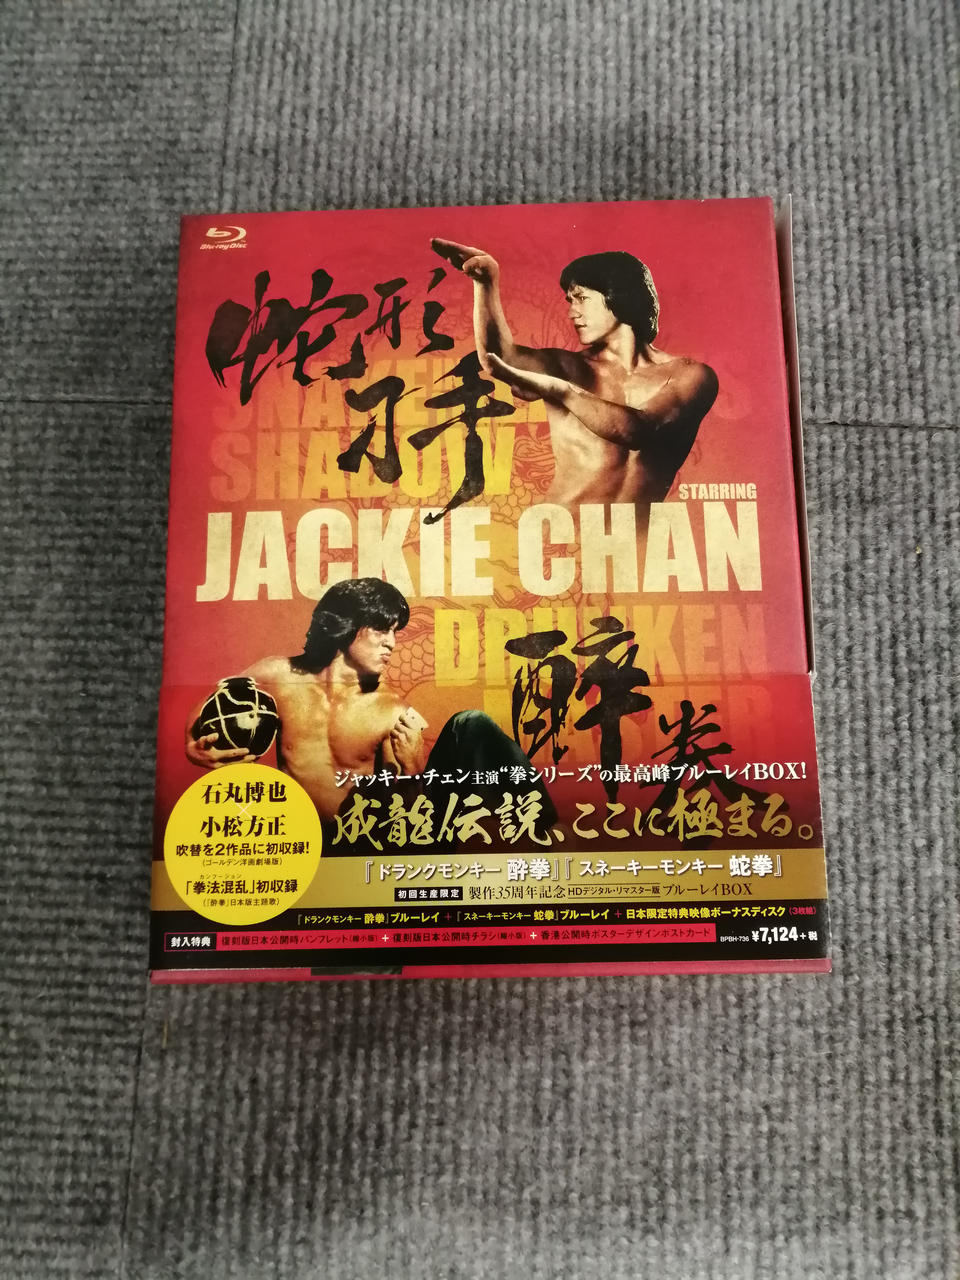 Blu-ray Disc
蛇形
刁手
SNAKE IN
SHADOW
STARRING
JACKIE CHAN
DRUNKEN
醉
拳
ジャッキー・チェン主演“拳シリーズ”の最高峰ブルーレイBOX!
成龍伝説、ここに極まる。
石丸博也
×
小松方正
吹替を2作品に初収録!
(ゴールデン洋画劇場版)
カンフージョン
「拳法混乱」初収録
(「酔拳」日本版主題歌)
『ドランクモンキー 酔拳』『スネーキーモンキー 蛇拳』
初回生産限定 製作35周年記念 HDデジタル・リマスター版 ブルーレイBOX
『ドランクモンキー 酔拳』ブルーレイ + 『スネーキーモンキー 蛇拳』ブルーレイ + 日本限定特典映像ボーナスディスク(3枚組)
封入特典 復刻版日本公開時パンフレット(縮小版) + 復刻版日本公開時チラシ(縮小版) + 香港公開時ポスターデザインポストカード BPBH-736 ¥7,124+税